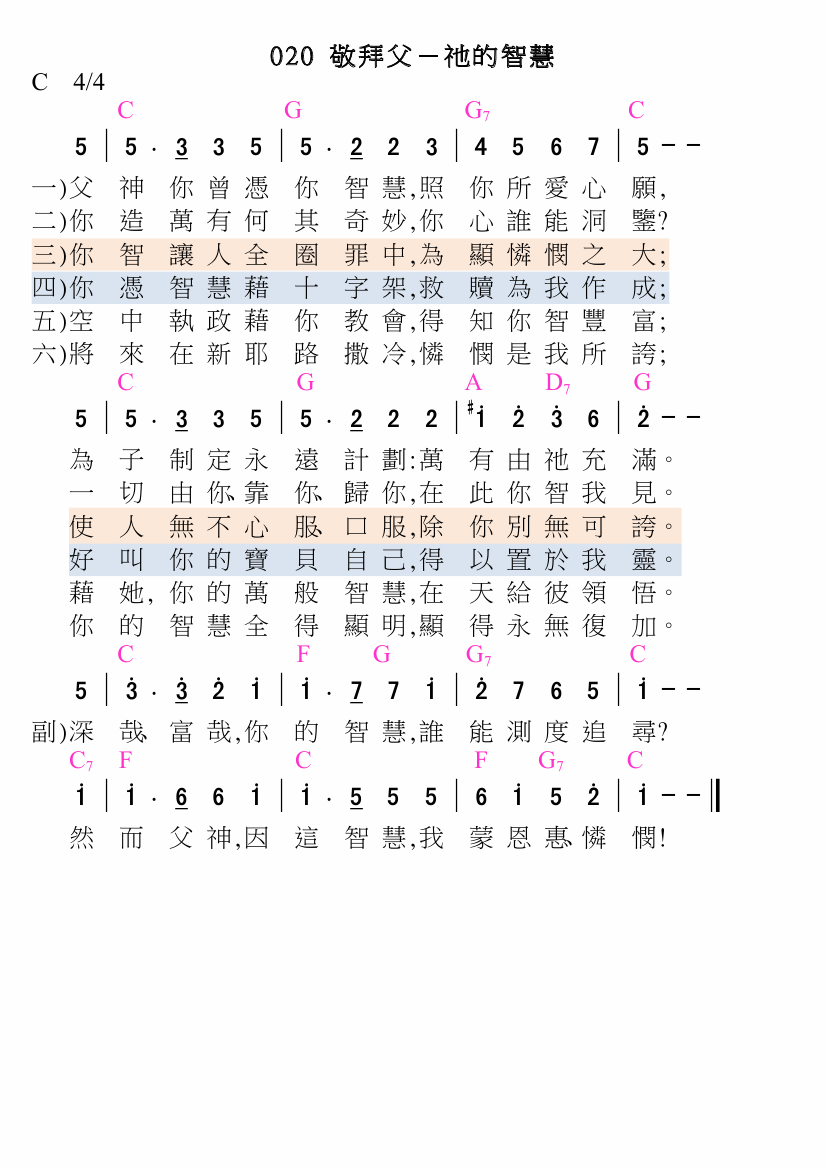 020 敬拜父－祂的智慧
C 4/4
C G G7 C
5 | 5 . 3 3 5 | 5 . 2 2 3 | 4 5 6 7 | 5 - -
一)父 神 你 曾 憑 你 智 慧,照 你 所 愛 心 願,
二)你 造 萬 有 何 其 奇 妙,你 心 誰 能 洞 鑒?
三)你 智 讓 人 全 圈 罪 中,為 顯 憐 憫 之 大;
四)你 憑 智 慧 藉 十 字 架,救 贖 為 我 作 成;
五)空 中 執 政 藉 你 教 會,得 知 你 智 豐 富;
六)將 來 在 新 耶 路 撒 冷,憐 憫 是 我 所 誇;
C G A D7 G
5 | 5 . 3 3 5 | 5 . 2 2 2 | #1̇ 2̇ 3̇ 6 | 2̇ - -
為 子 制 定 永 遠 計 劃:萬 有 由 祂 充 滿。
一 切 由 你、靠 你、歸 你,在 此 你 智 我 見。
使 人 無 不 心 服、口 服,除 你 別 無 可 誇。
好 叫 你 的 寶 貝 自 己,得 以 置 於 我 靈。
藉 她, 你 的 萬 般 智 慧,在 天 給 彼 領 悟。
你 的 智 慧 全 得 顯 明,顯 得 永 無 復 加。
C F G G7 C
5 | 3̇ . 3̇ 2̇ 1̇ | 1̇ . 7 7 1̇ | 2̇ 7 6 5 | 1̇ - -
副)深 哉、富 哉,你 的 智 慧,誰 能 測 度 追 尋?
C7 F C F G7 C
1̇ | 1̇ . 6 6 1̇ | 1̇ . 5 5 5 | 6 1̇ 5 2̇ | 1̇ - - ‖
然 而 父 神,因 這 智 慧,我 蒙 恩 惠、憐 憫!